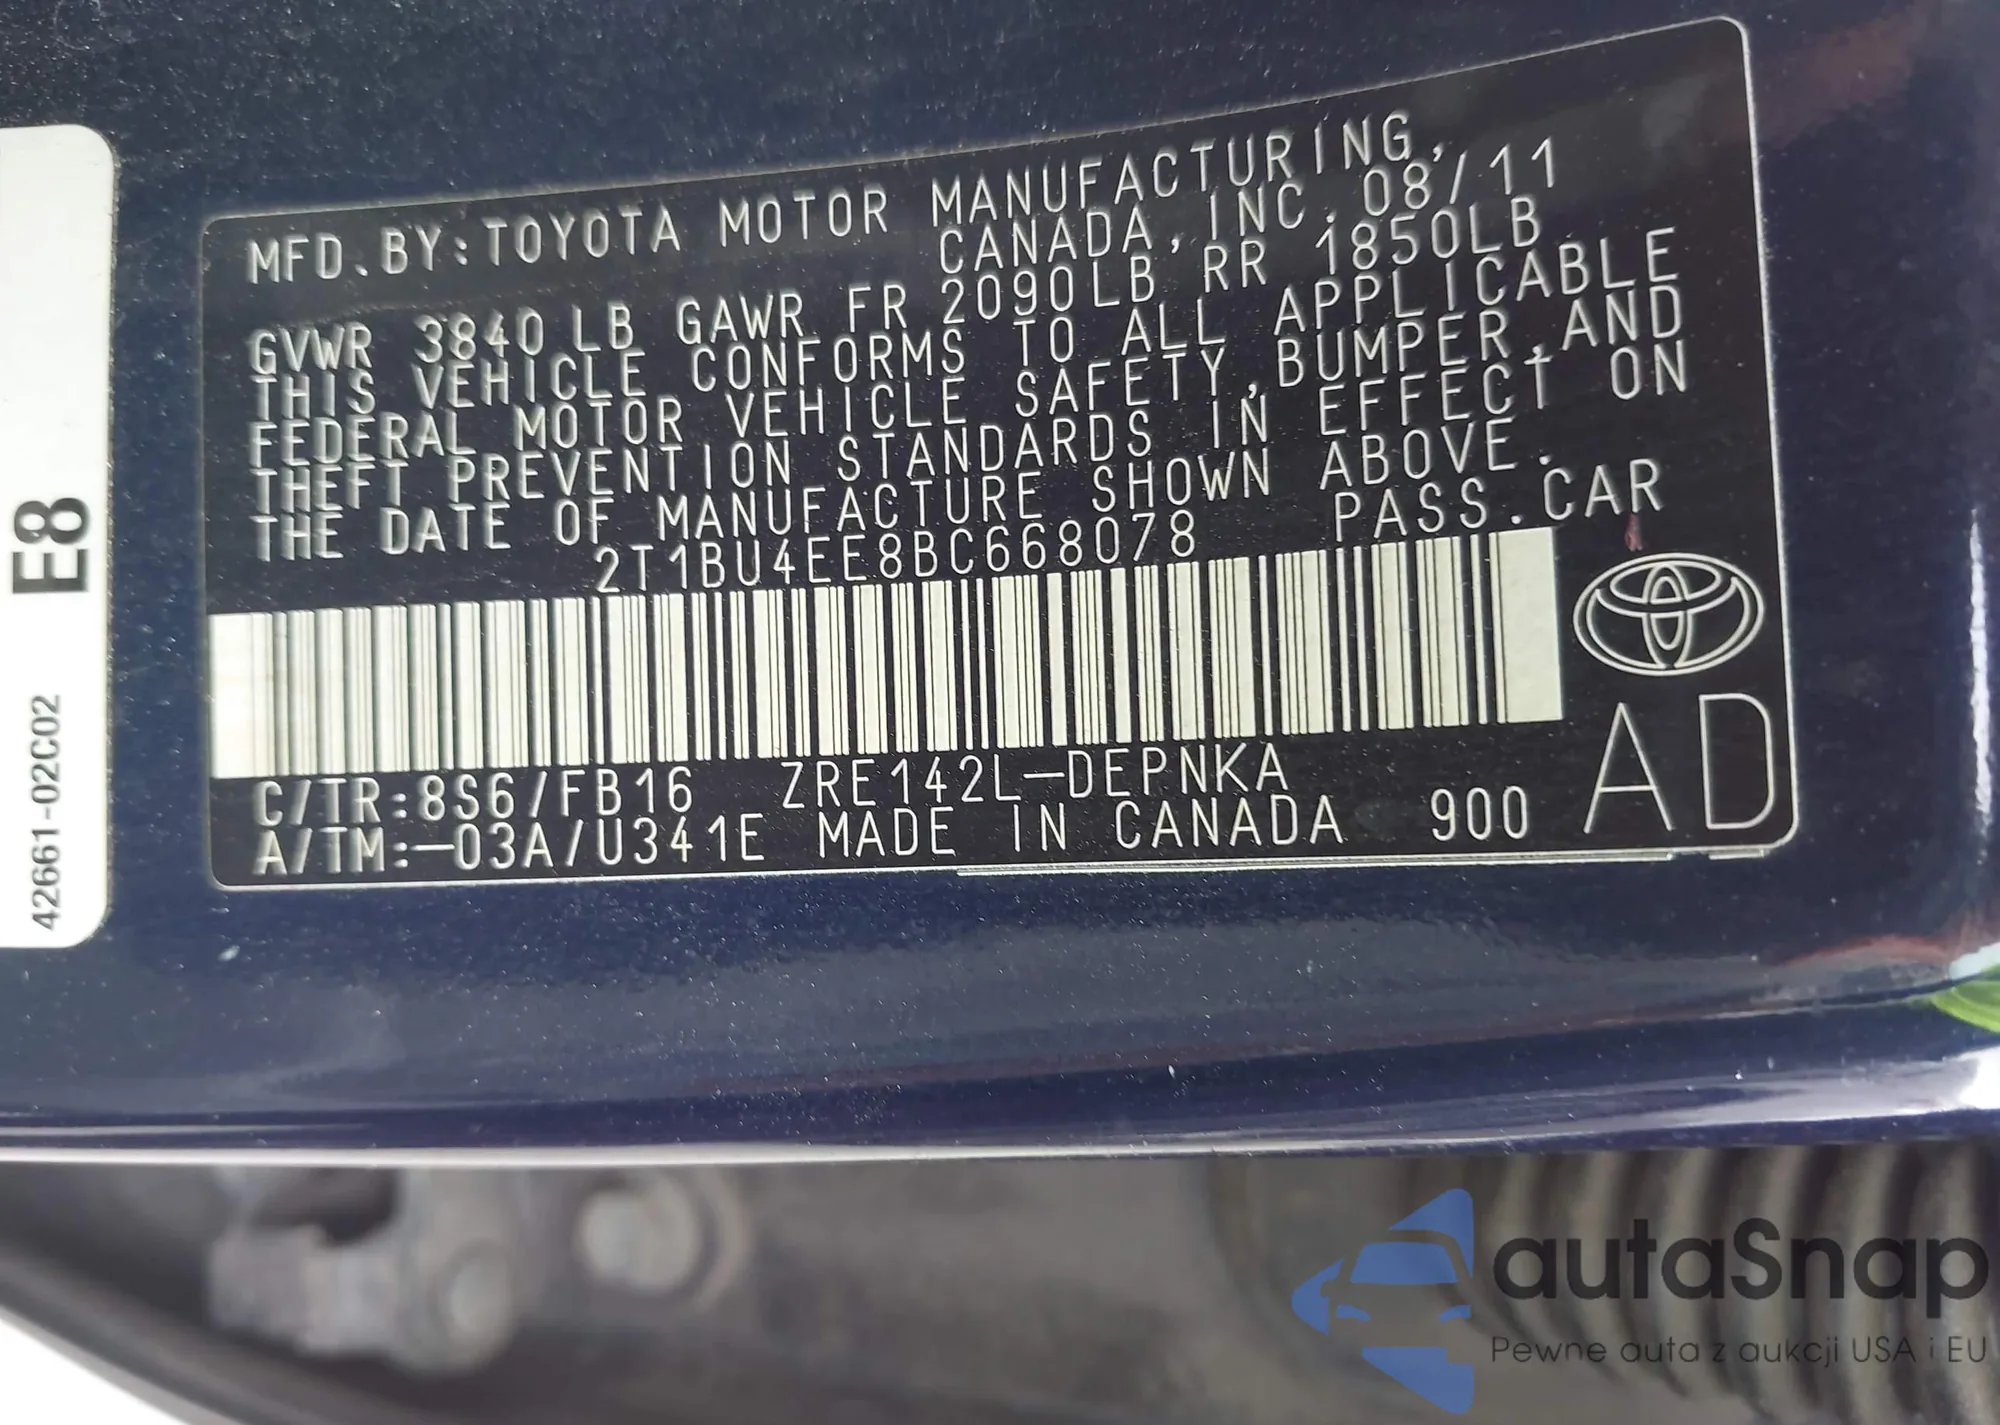 MFD.BY:TOYOTA MOTOR MANUFACTURING,
CANADA,INC. 08/11
GVWR 3840LB GAWR FR 2090LB RR 1850LB
THIS VEHICLE CONFORMS TO ALL APPLICABLE
FEDERAL MOTOR VEHICLE SAFETY,BUMPER,AND
THEFT PREVENTION STANDARDS IN EFFECT ON
THE DATE OF MANUFACTURE SHOWN ABOVE.
2T1BU4EE8BC668078 PASS.CAR
C/TR:8S6/FB16 ZRE142L-DEPNKA
A/TM:-03A/U341E MADE IN CANADA 900
AD
E8
42661-02C02
autoSnap
Pewne auta z aukcji USA i EU